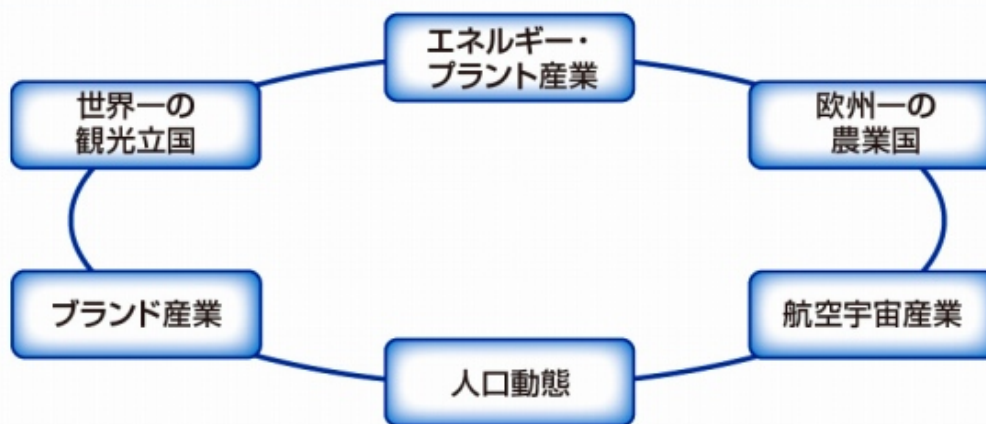 エネルギー・
プラント産業
世界一の
観光立国
欧州一の
農業国
ブランド産業
航空宇宙産業
人口動態